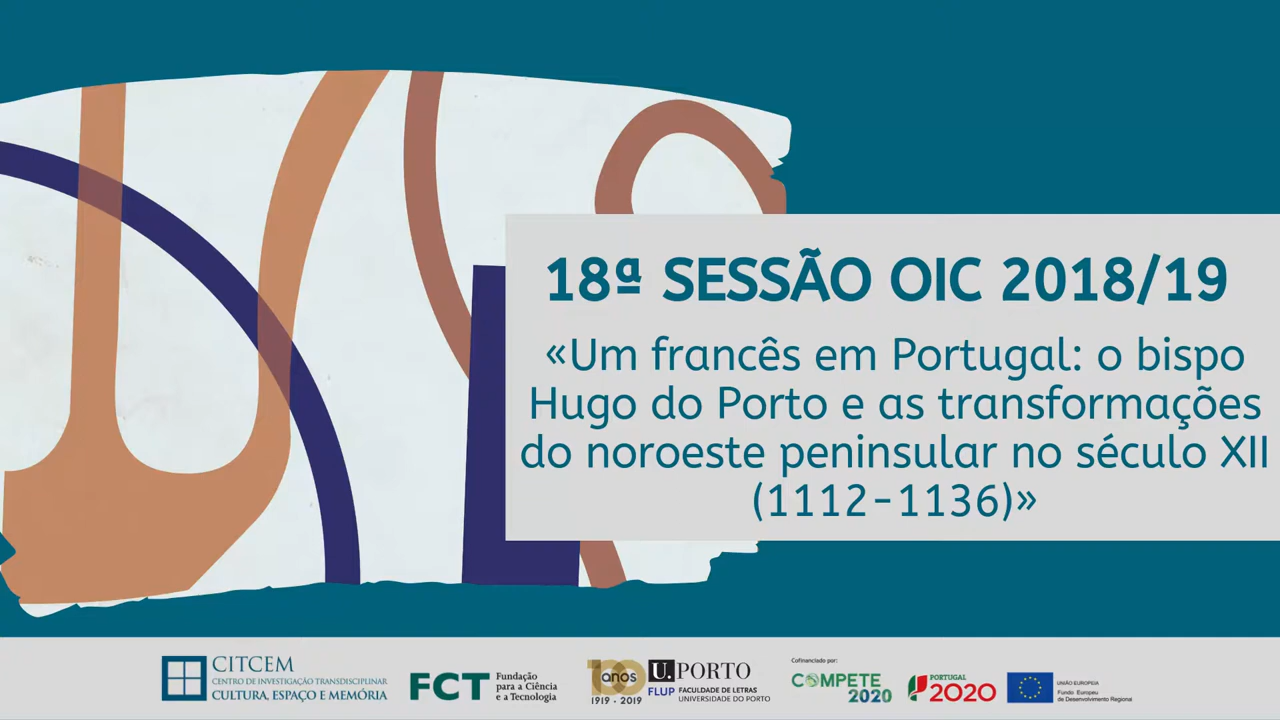 18ª SESSÃO OIC 2018/19
«Um francês em Portugal: o bispo
Hugo do Porto e as transformações
do noroeste peninsular no século XII
(1112-1136)»
CITCEM
CENTRO DE INVESTIGAÇÃO TRANSDISCIPLINAR
CULTURA, ESPAÇO E MEMÓRIA
FCT
Fundação
para a Ciência
e a Tecnologia
100 anos
1919 - 2019
U. PORTO
FLUP FACULDADE DE LETRAS
UNIVERSIDADE DO PORTO
Cofinanciado por:
COMPETE
2020
PORTUGAL
2020
UNIÃO EUROPEIA
Fundo Europeu
de Desenvolvimento Regional